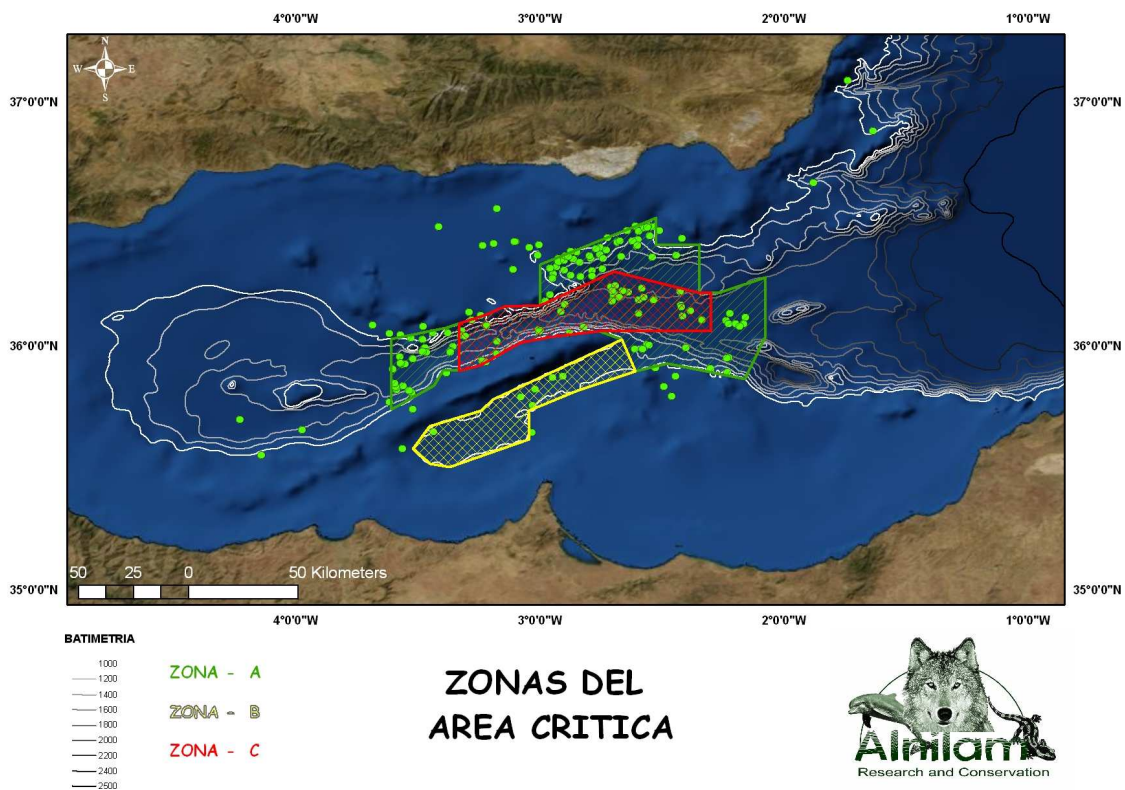 4°0'0"W 3°0'0"W 2°0'0"W 1°0'0"W
N
W E
S
37°0'0"N 37°0'0"N
36°0'0"N 36°0'0"N
35°0'0"N 35°0'0"N
50 25 0 50 Kilometers
4°0'0"W 3°0'0"W 2°0'0"W 1°0'0"W
BATIMETRIA
1000
1200
1400
1600
1800
2000
2200
2400
2500
ZONA - A
ZONA - B
ZONA - C
ZONAS DEL
AREA CRITICA
Alnilam
Research and Conservation